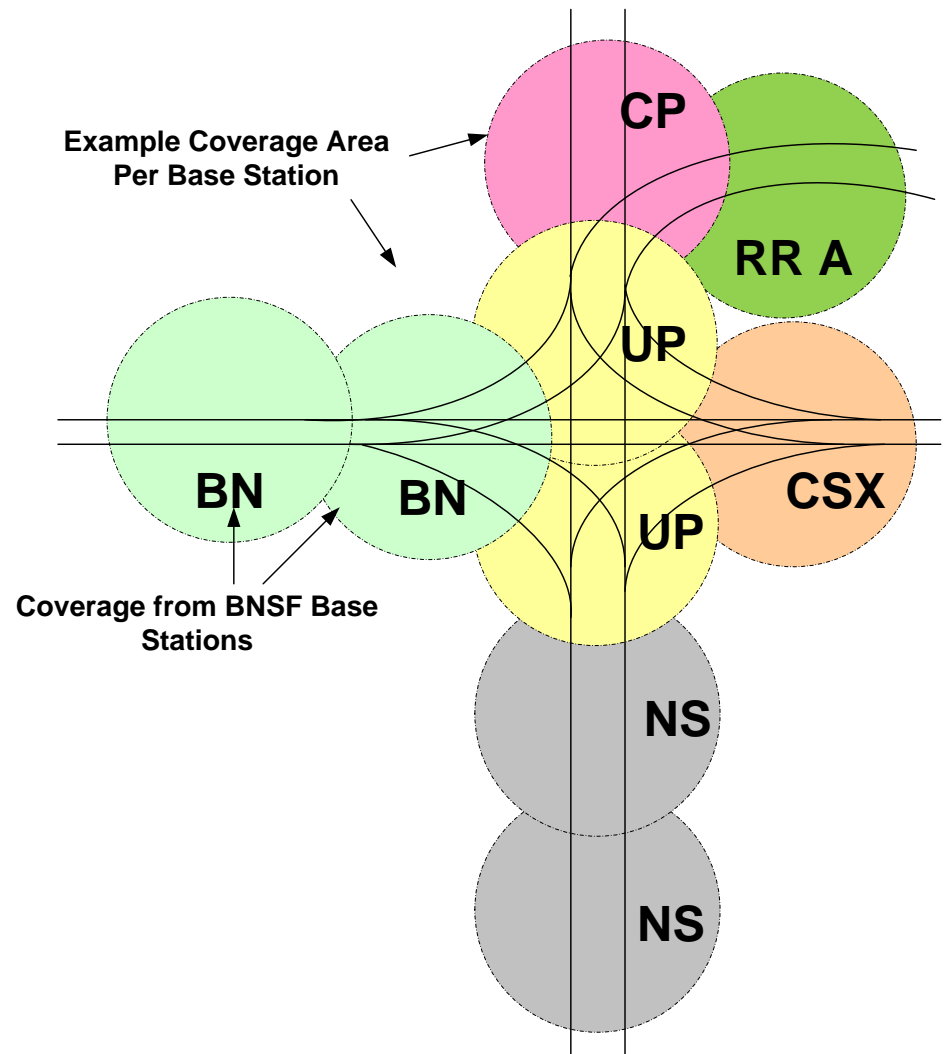 CP
Example Coverage Area
Per Base Station
RR A
UP
BN
BN
CSX
UP
Coverage from BNSF Base
Stations
NS
NS